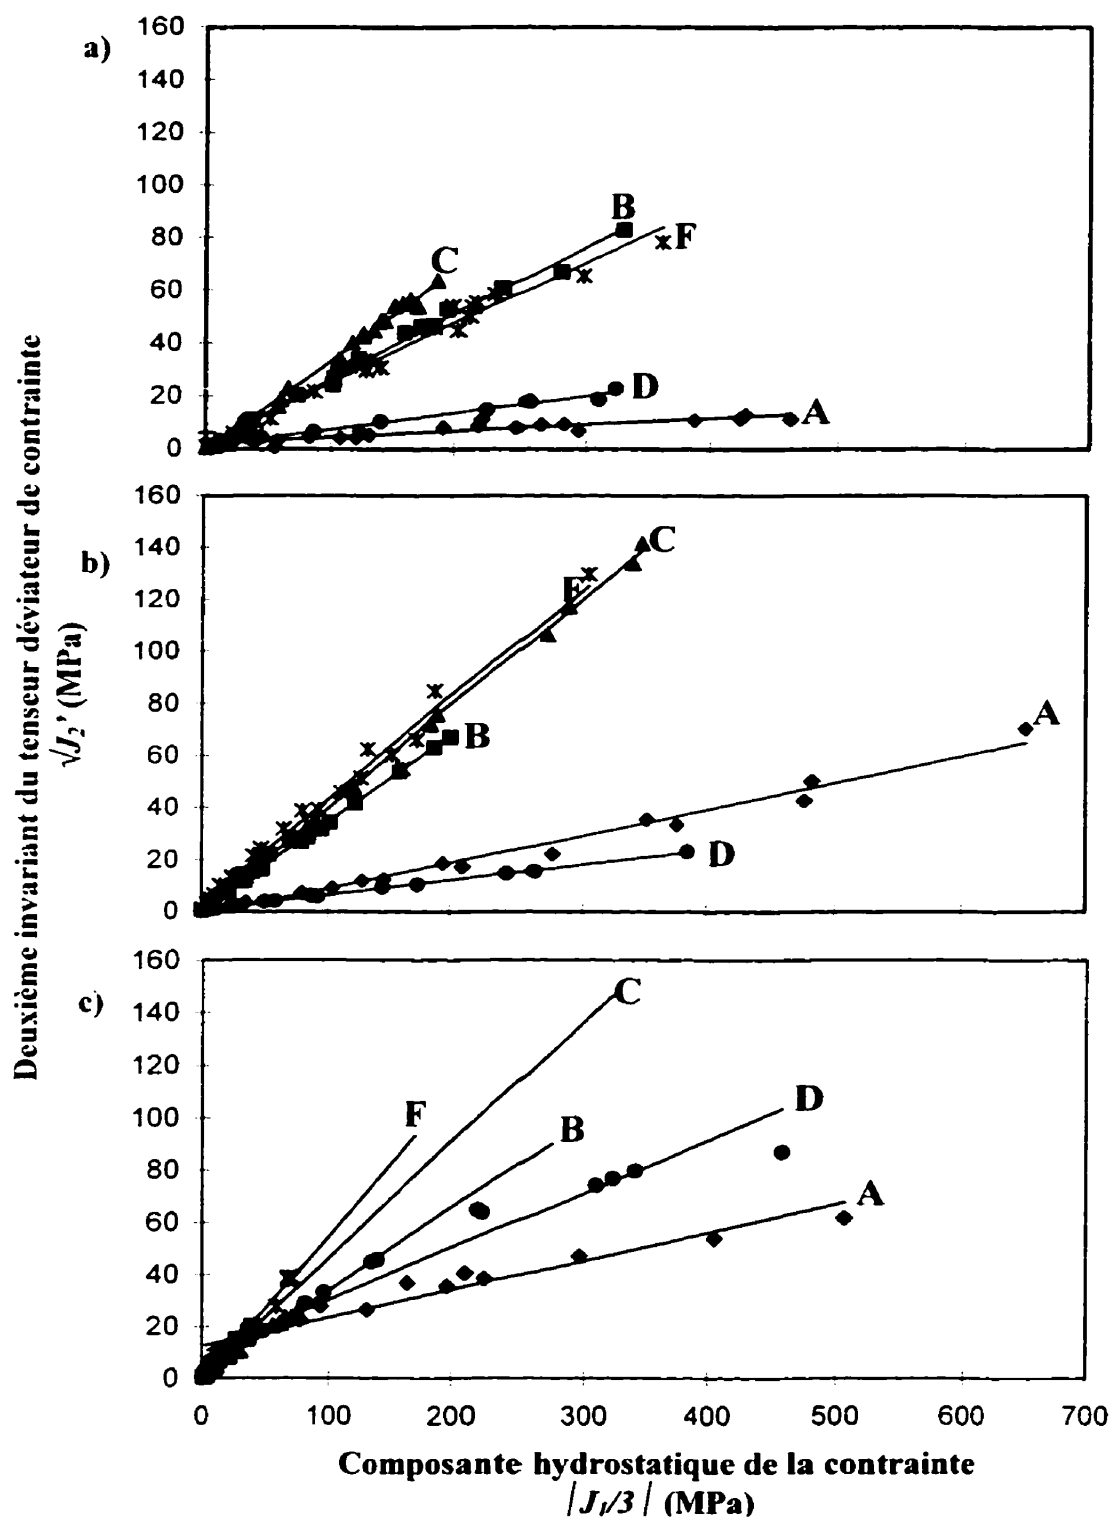 Deuxième invariant du tenseur déviateur de contrainte
√J2' (MPa)
a)
160
140
120
100
80
60
40
20
0
C
B
F
D
A
b)
160
140
120
100
80
60
40
20
0
C
F
B
A
D
c)
160
140
120
100
80
60
40
20
0
F
C
B
D
A
0 100 200 300 400 500 600 700
Composante hydrostatique de la contrainte
|J1/3| (MPa)